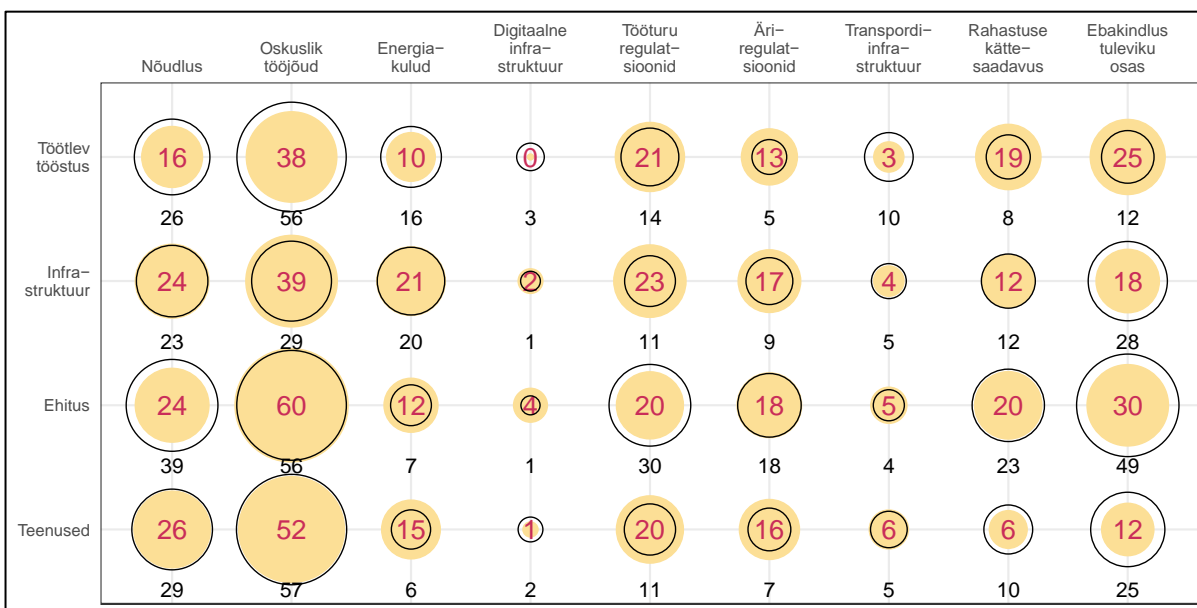 Nõudlus
Oskuslik
tööjõud
Energia−
kulud
Digitaalne
infra−
struktuur
Tööturu
regulat−
sioonid
Äri−
regulat−
sioonid
Transpordi−
infra−
struktuur
Rahastuse
kätte−
saadavus
Ebakindlus
tuleviku
osas
Töötlev
tööstus
16 38 10 0 21 13 3 19 25
26 56 16 3 14 5 10 8 12
Infra−
struktuur
24 39 21 2 23 17 4 12 18
23 29 20 1 11 9 5 12 28
Ehitus
24 60 12 4 20 18 5 20 30
39 56 7 1 30 18 4 23 49
Teenused
26 52 15 1 20 16 6 6 12
29 57 6 2 11 7 5 10 25